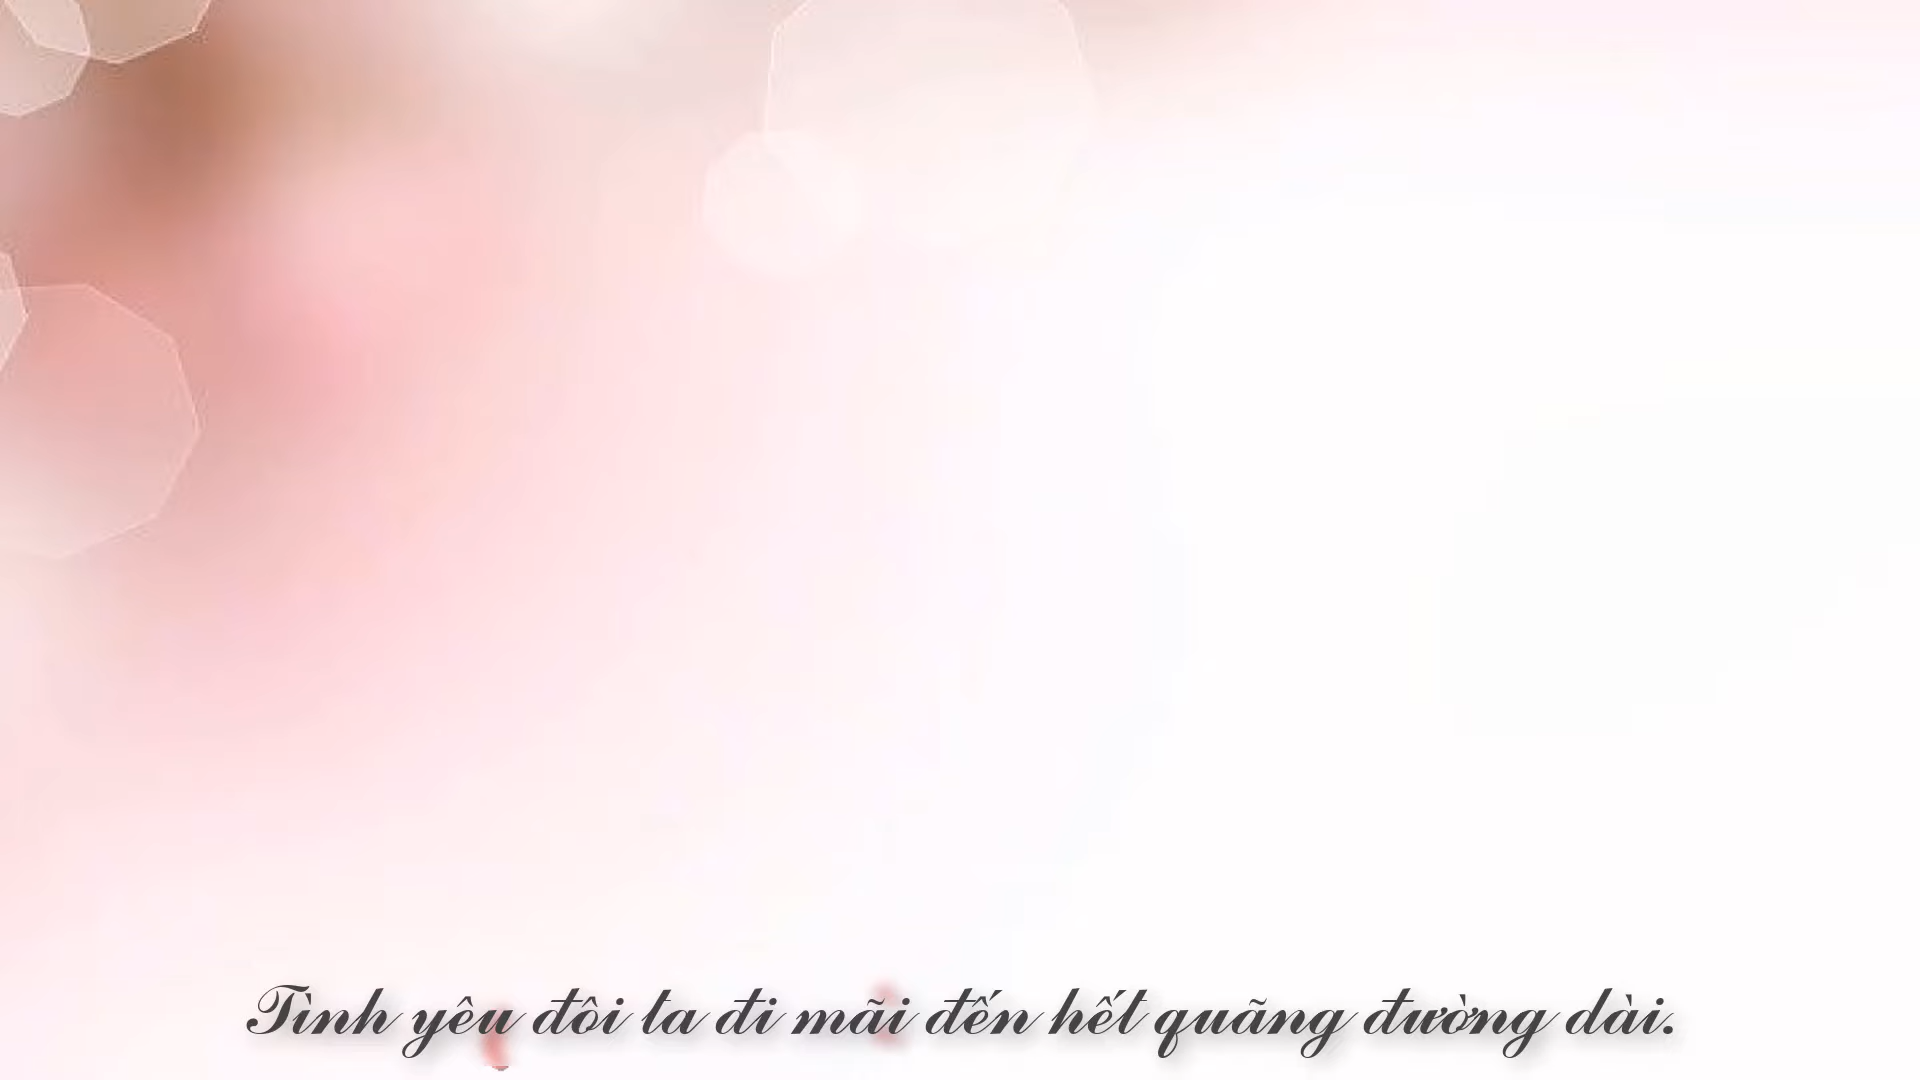 Tình yêu đôi ta đi mãi đến hết quãng đường dài.